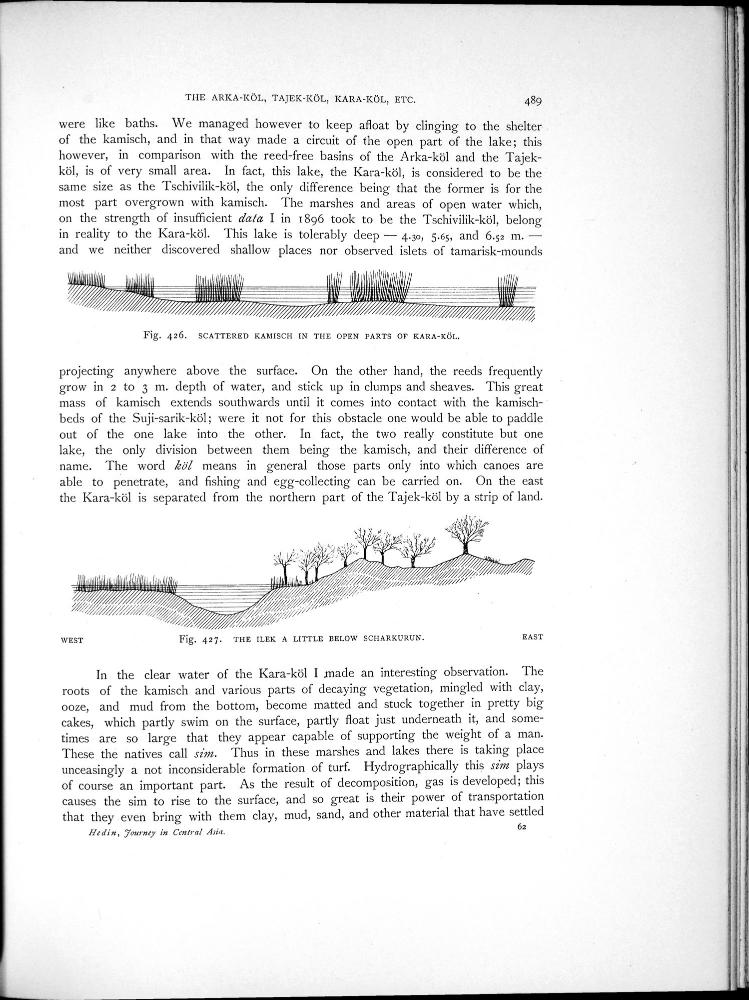 THE ARKA-KÖL, TAJEK-KÖL, KARA-KÖL, ETC. 489
were like baths. We managed however to keep afloat by clinging to the shelter
of the kamisch, and in that way made a circuit of the open part of the lake; this
however, in comparison with the reed-free basins of the Arka-köl and the Tajek-
köl, is of very small area. In fact, this lake, the Kara-köl, is considered to be the
same size as the Tschivilik-köl, the only difference being that the former is for the
most part overgrown with kamisch. The marshes and areas of open water which,
on the strength of insufficient data I in 1896 took to be the Tschivilik-köl, belong
in reality to the Kara-köl. This lake is tolerably deep — 4.30, 5.65, and 6.52 m. —
and we neither discovered shallow places nor observed islets of tamarisk-mounds
Fig. 426. SCATTERED KAMISCH IN THE OPEN PARTS OF KARA-KÖL.
projecting anywhere above the surface. On the other hand, the reeds frequently
grow in 2 to 3 m. depth of water, and stick up in clumps and sheaves. This great
mass of kamisch extends southwards until it comes into contact with the kamisch-
beds of the Suji-sarik-köl; were it not for this obstacle one would be able to paddle
out of the one lake into the other. In fact, the two really constitute but one
lake, the only division between them being the kamisch, and their difference of
name. The word köl means in general those parts only into which canoes are
able to penetrate, and fishing and egg-collecting can be carried on. On the east
the Kara-köl is separated from the northern part of the Tajek-köl by a strip of land.
WEST Fig. 427. THE ILEK A LITTLE BELOW SCHARKURUN. EAST
In the clear water of the Kara-köl I made an interesting observation. The
roots of the kamisch and various parts of decaying vegetation, mingled with clay,
ooze, and mud from the bottom, become matted and stuck together in pretty big
cakes, which partly swim on the surface, partly float just underneath it, and some-
times are so large that they appear capable of supporting the weight of a man.
These the natives call sim. Thus in these marshes and lakes there is taking place
unceasingly a not inconsiderable formation of turf. Hydrographically this sim plays
of course an important part. As the result of decomposition, gas is developed; this
causes the sim to rise to the surface, and so great is their power of transportation
that they even bring with them clay, mud, sand, and other material that have settled
Hedin, Journey in Central Asia. 62